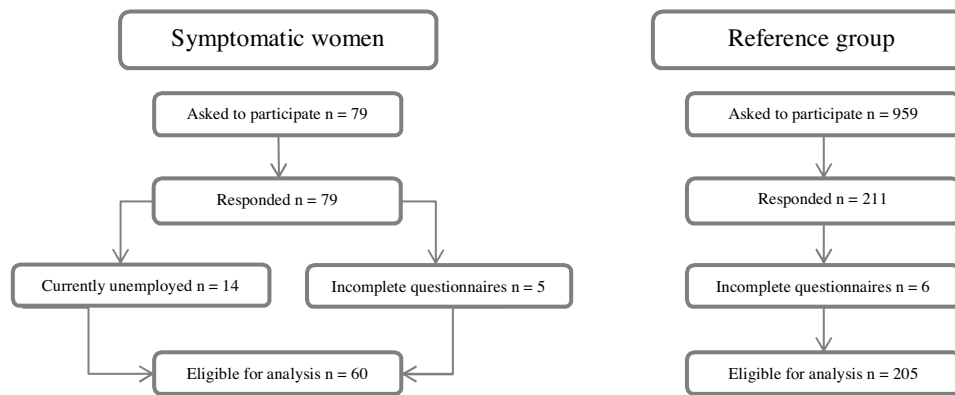 Symptomatic women
Asked to participate n = 79
Responded n = 79
Currently unemployed n = 14
Incomplete questionnaires n = 5
Eligible for analysis n = 60
Reference group
Asked to participate n = 959
Responded n = 211
Incomplete questionnaires n = 6
Eligible for analysis n = 205